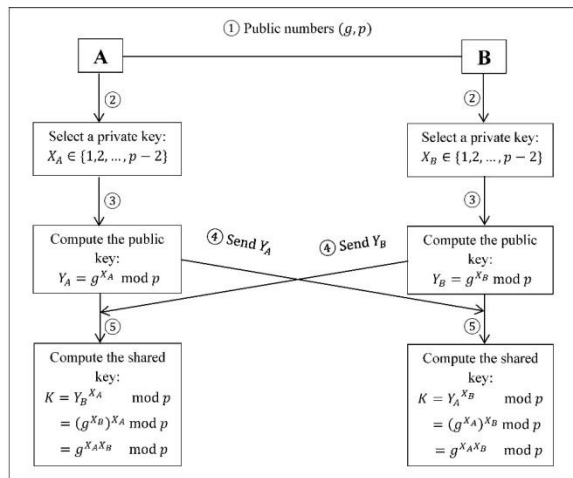 ① Public numbers (g, p)
A
B
②
②
Select a private key:
X_A ∈ {1,2, …, p − 2}
Select a private key:
X_B ∈ {1,2, …, p − 2}
③
③
Compute the public
key:
Y_A = g^{X_A} mod p
④ Send Y_A
④ Send Y_B
Compute the public
key:
Y_B = g^{X_B} mod p
⑤
⑤
Compute the shared
key:
K = Y_B^{X_A} mod p
= (g^{X_B})^{X_A} mod p
= g^{X_A X_B} mod p
Compute the shared
key:
K = Y_A^{X_B} mod p
= (g^{X_A})^{X_B} mod p
= g^{X_A X_B} mod p